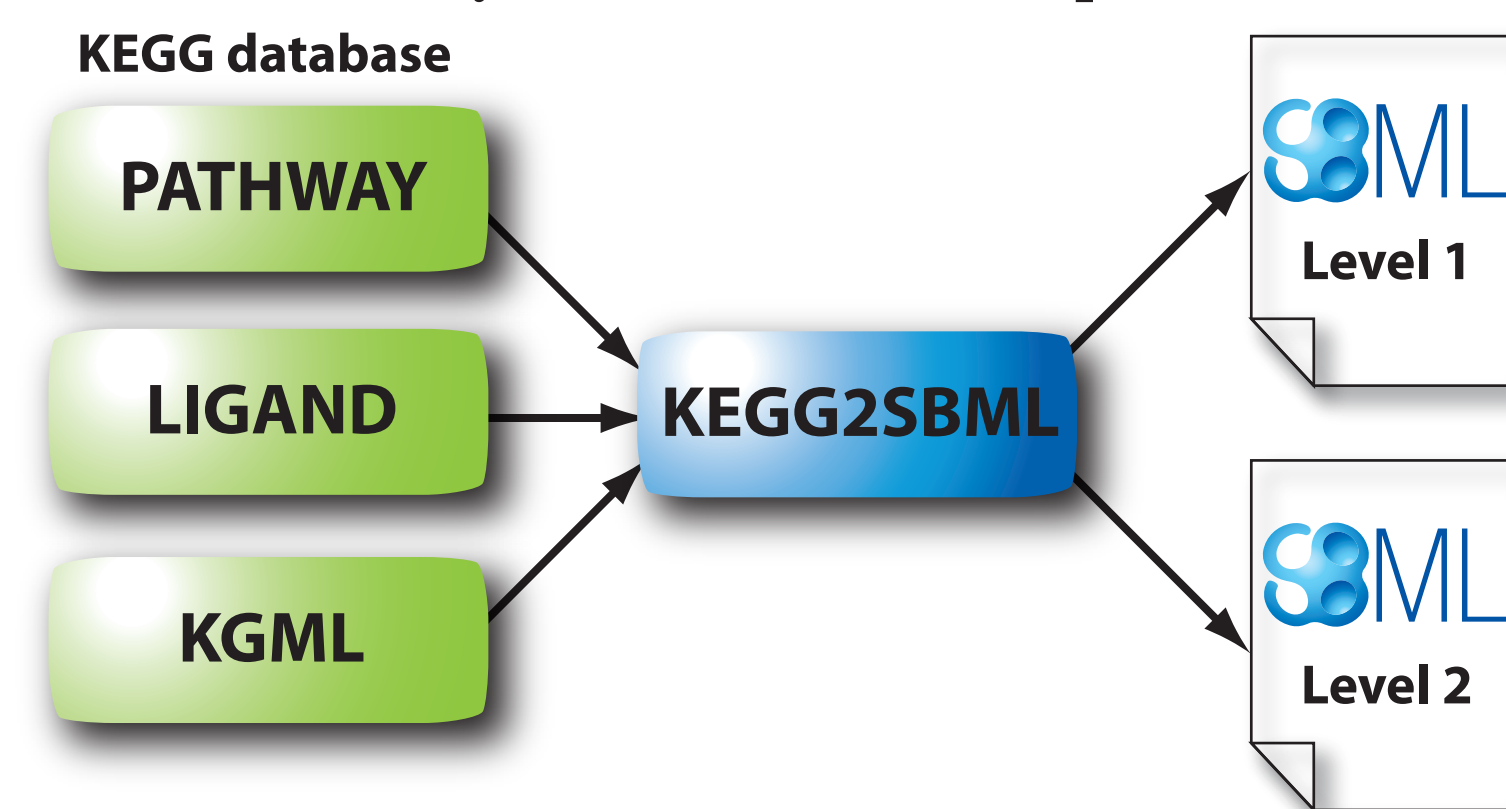 KEGG database
PATHWAY
LIGAND
KGML
KEGG2SBML
SBML
Level 1
SBML
Level 2